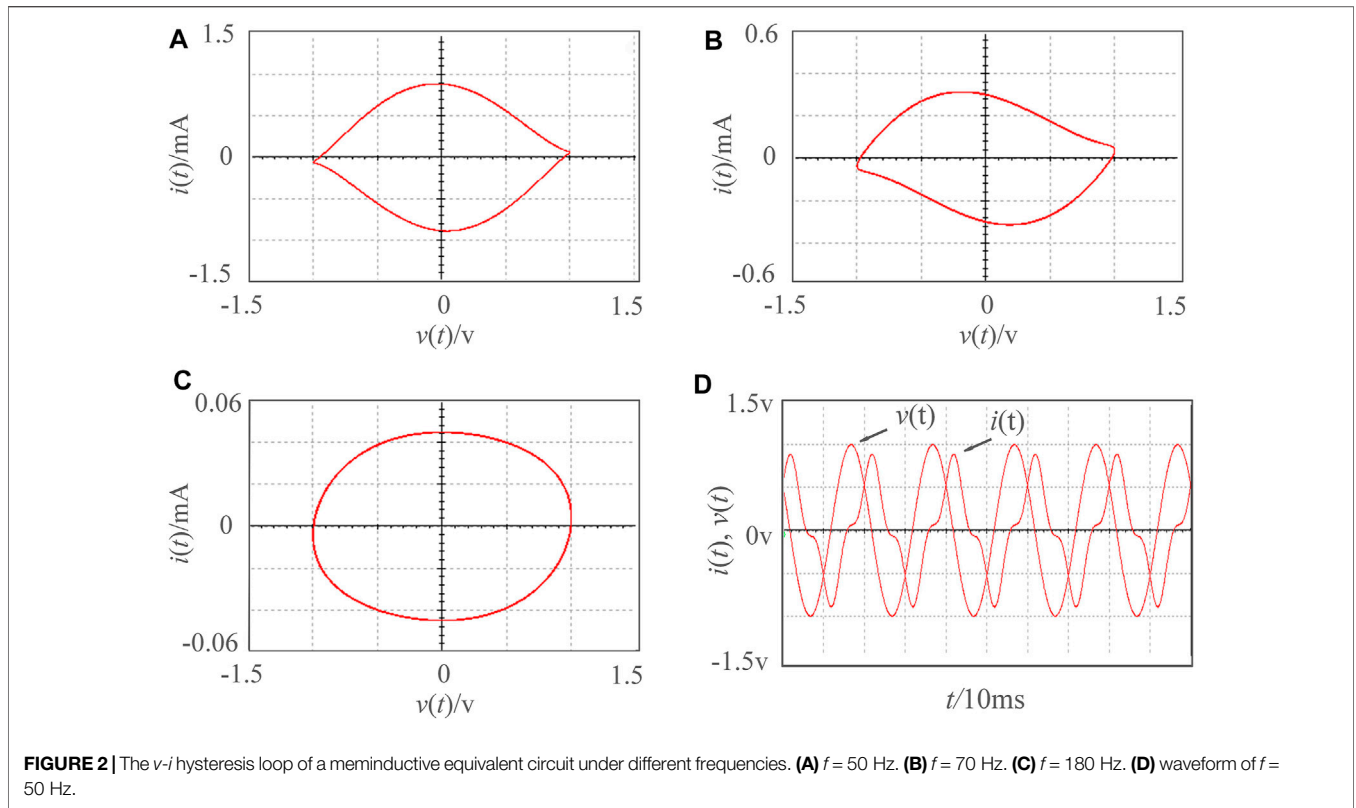 A
1.5
i(t)/mA
0
-1.5
-1.5
0
1.5
v(t)/v
B
0.6
i(t)/mA
0
-0.6
-1.5
0
1.5
v(t)/v
C
0.06
i(t)/mA
0
-0.06
-1.5
0
1.5
v(t)/v
D
1.5v
v(t)
i(t)
i(t), v(t)
0v
-1.5v
t/10ms
FIGURE 2 | The v-i hysteresis loop of a meminductive equivalent circuit under different frequencies. (A) f = 50 Hz. (B) f = 70 Hz. (C) f = 180 Hz. (D) waveform of f =
50 Hz.